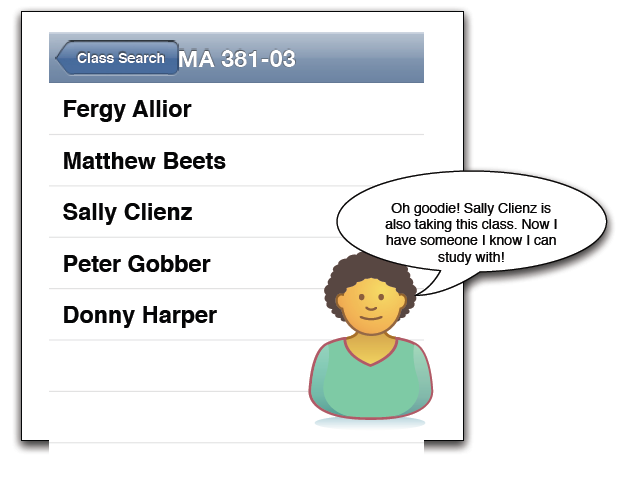 Class Search MA 381-03
Fergy Allior
Matthew Beets
Sally Clienz
Peter Gobber
Donny Harper
Oh goodie! Sally Clienz is
also taking this class. Now I
have someone I know I can
study with!